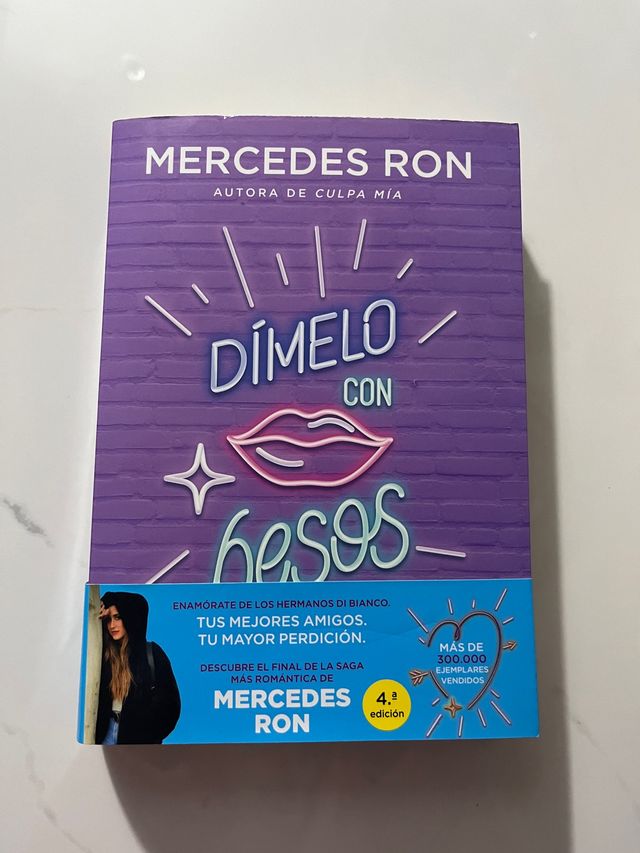 MERCEDES RON
AUTORA DE CULPA MÍA
DÍMELO
CON
besos
ENAMÓRATE DE LOS HERMANOS DI BIANCO.
TUS MEJORES AMIGOS.
TU MAYOR PERDICIÓN.
DESCUBRE EL FINAL DE LA SAGA
MÁS ROMÁNTICA DE
MERCEDES
RON
4.ª
edición
MÁS DE
300.000
EJEMPLARES
VENDIDOS